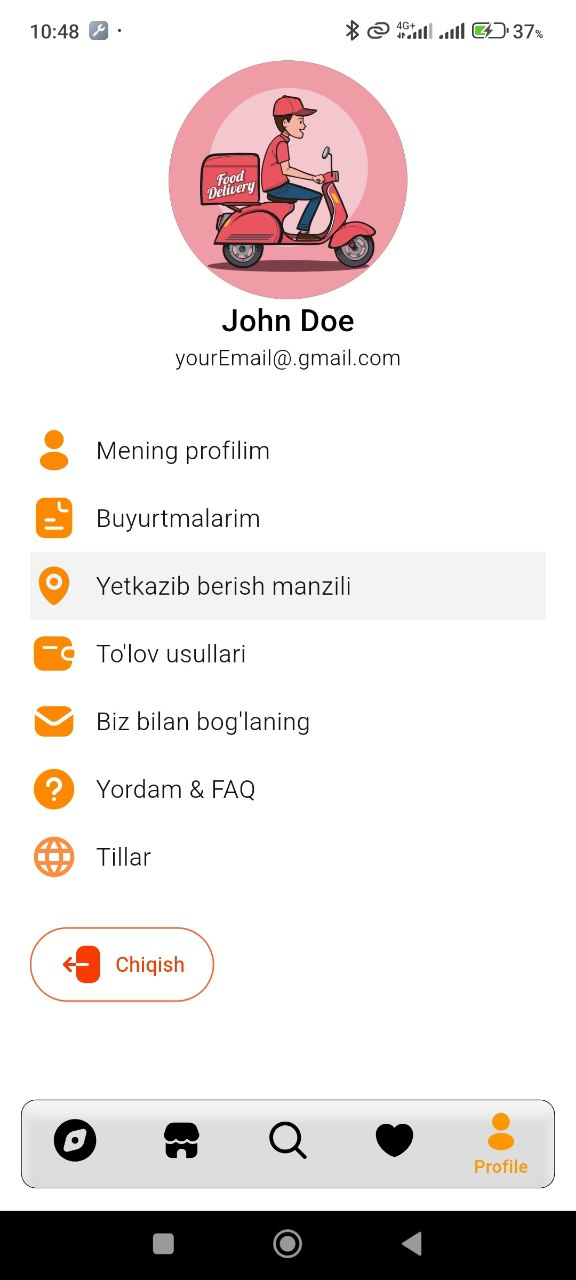 10:48
4G+ 37%
Food
Delivery
John Doe
yourEmail@.gmail.com
Mening profilim
Buyurtmalarim
Yetkazib berish manzili
To'lov usullari
Biz bilan bog'laning
Yordam & FAQ
Tillar
Chiqish
Profile